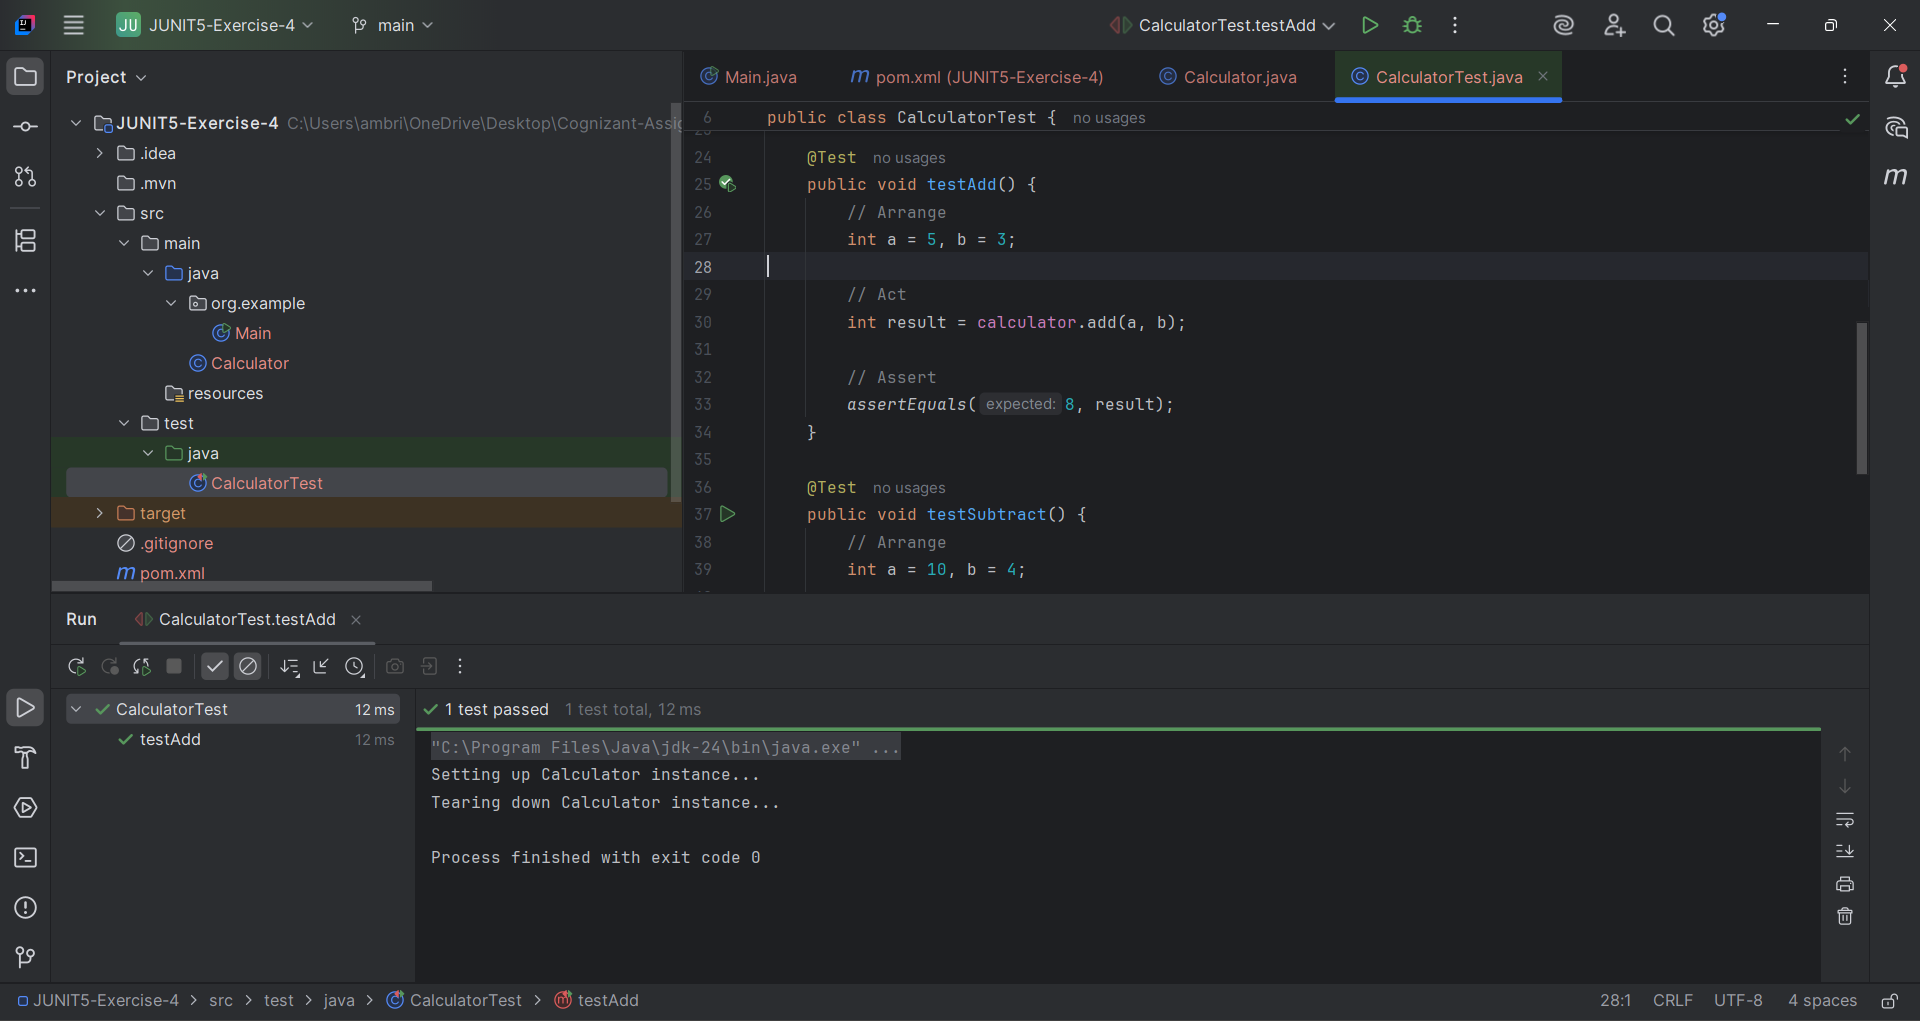 JU JUNIT5-Exercise-4 main CalculatorTest.testAdd
Project
JUNIT5-Exercise-4 C:\Users\ambri\OneDrive\Desktop\Cognizant-Assig
.idea
.mvn
src
main
java
org.example
Main
Calculator
resources
test
java
CalculatorTest
target
.gitignore
m pom.xml
Main.java m pom.xml (JUNIT5-Exercise-4) Calculator.java CalculatorTest.java
6 public class CalculatorTest { no usages
24 @Test no usages
25 public void testAdd() {
26 // Arrange
27 int a = 5, b = 3;
28
29 // Act
30 int result = calculator.add(a, b);
31
32 // Assert
33 assertEquals( expected: 8, result);
34 }
35
36 @Test no usages
37 public void testSubtract() {
38 // Arrange
39 int a = 10, b = 4;
Run CalculatorTest.testAdd
CalculatorTest 12 ms
testAdd 12 ms
1 test passed 1 test total, 12 ms
"C:\Program Files\Java\jdk-24\bin\java.exe" ...
Setting up Calculator instance...
Tearing down Calculator instance...
Process finished with exit code 0
JUNIT5-Exercise-4 > src > test > java > CalculatorTest > testAdd 28:1 CRLF UTF-8 4 spaces